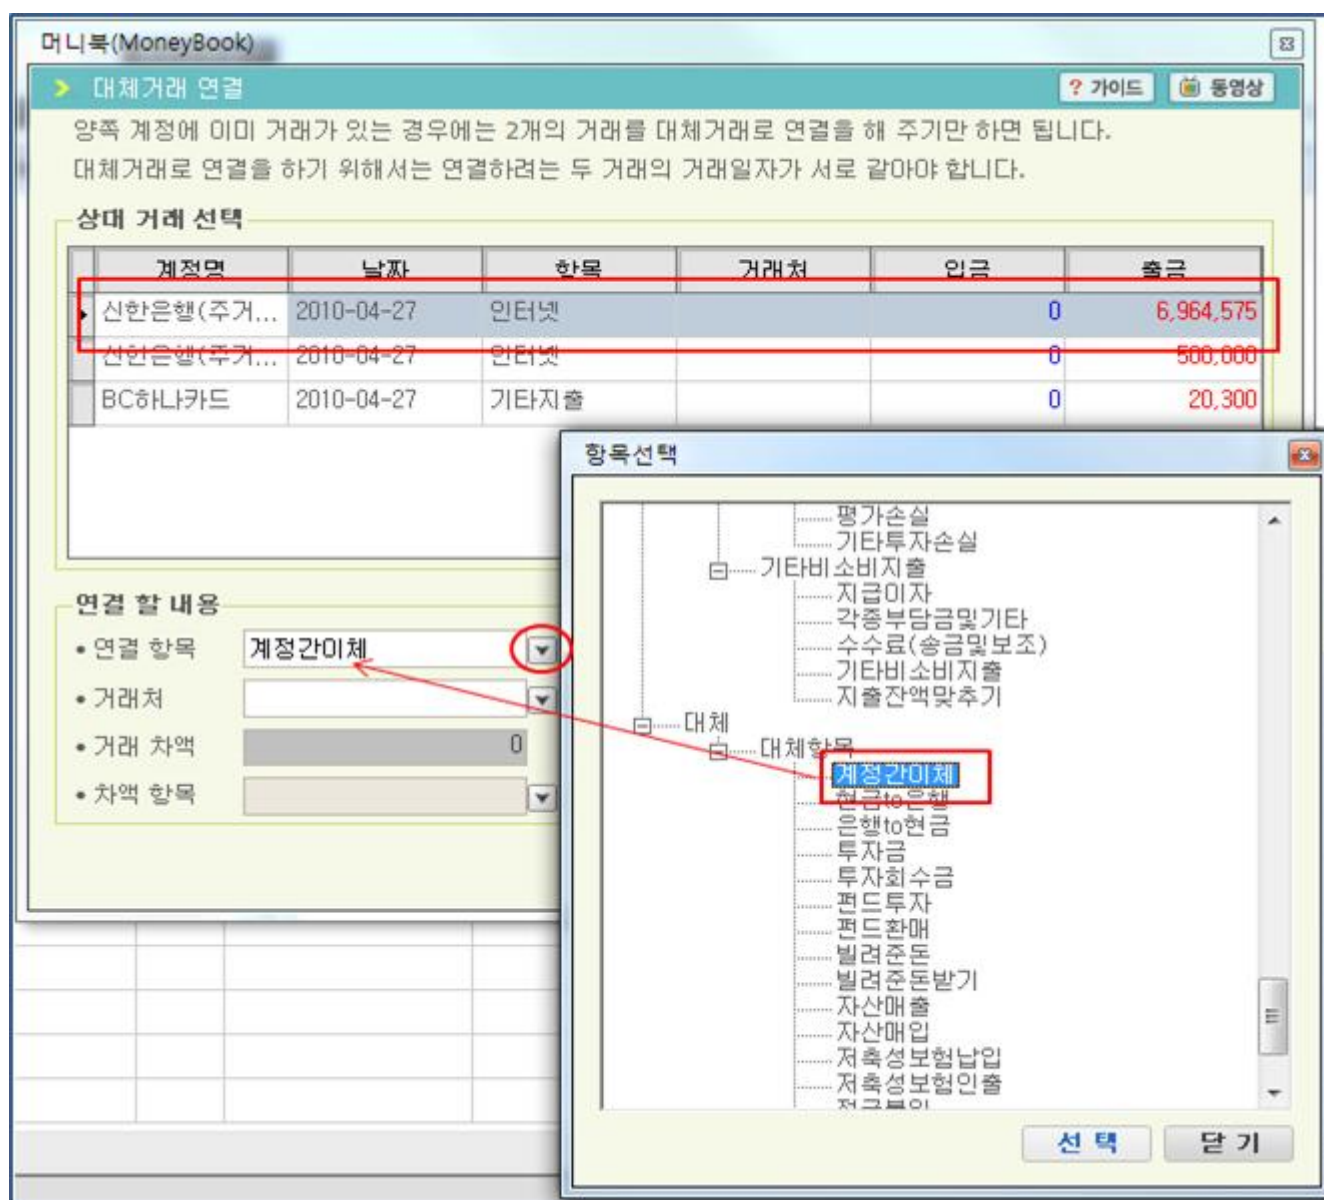 머니북(MoneyBook)
대체거래 연결
? 가이드 동영상
양쪽 계정에 이미 거래가 있는 경우에는 2개의 거래를 대체거래로 연결을 해 주기만 하면 됩니다.
대체거래로 연결을 하기 위해서는 연결하려는 두 거래의 거래일자가 서로 같아야 합니다.
상대 거래 선택
계정명 날짜 항목 거래처 입금 출금
신한은행(주거... 2010-04-27 인터넷 0 6,964,575
신한은행(주거... 2010-04-27 인터넷 0 500,000
BC하나카드 2010-04-27 기타지출 0 20,300
연결 할 내용
• 연결 항목 계정간이체
• 거래처
• 거래 차액 0
• 차액 항목
항목선택
평가손실
기타투자손실
기타비소비지출
지급이자
각종부담금및기타
수수료(송금및보조)
기타비소비지출
지출잔액맞추기
대체
대체항목
계정간이체
현금to은행
은행to현금
투자금
투자회수금
펀드투자
펀드환매
빌려준돈
빌려준돈받기
자산매출
자산매입
저축성보험납입
저축성보험인출
선 택 닫 기